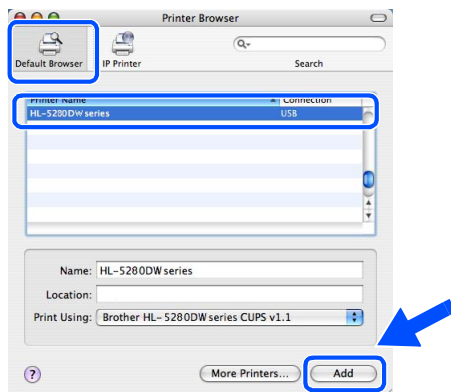 Printer Browser
Default Browser IP Printer Search
Printer Name Connection
HL-5280DW series USB
Name: HL-5280DW series
Location:
Print Using: Brother HL- 5280DW series CUPS v1.1
? More Printers... Add